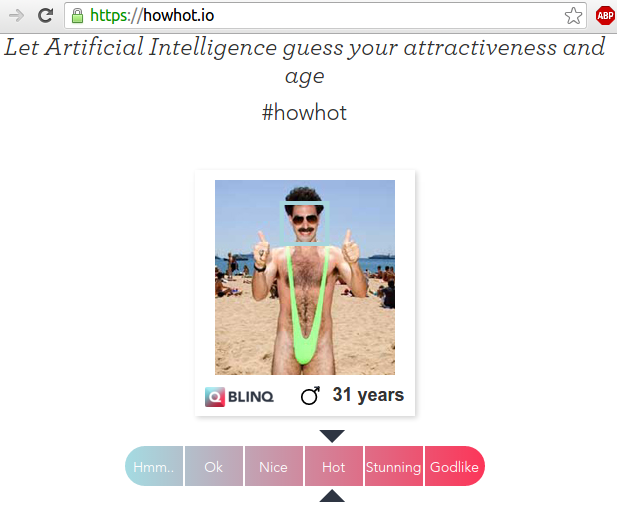 https://howhot.io
ABP
Let Artificial Intelligence guess your attractiveness and
age
#howhot
BLINQ
31 years
Hmm..
Ok
Nice
Hot
Stunning
Godlike